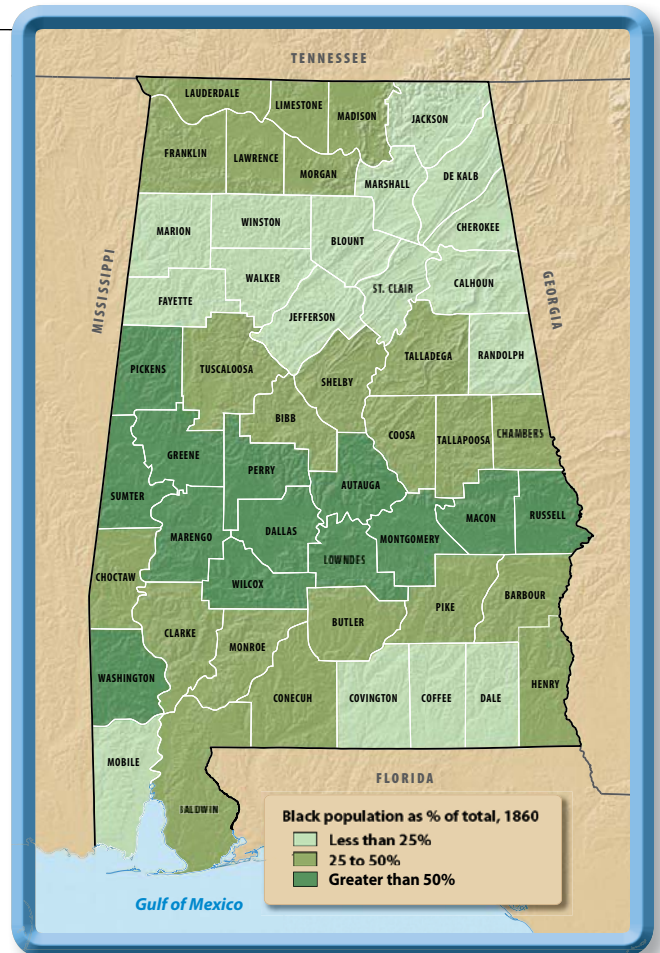 TENNESSEE
LAUDERDALE
LIMESTONE
MADISON
JACKSON
FRANKLIN
LAWRENCE
MORGAN
MARSHALL
DE KALB
MARION
WINSTON
BLOUNT
CHEROKEE
WALKER
ST. CLAIR
CALHOUN
FAYETTE
JEFFERSON
MISSISSIPPI
GEORGIA
PICKENS
TUSCALOOSA
SHELBY
TALLADEGA
RANDOLPH
BIBB
COOSA
TALLAPOOSA
CHAMBERS
GREENE
PERRY
AUTAUGA
SUMTER
MARENGO
DALLAS
LOWNDES
MONTGOMERY
MACON
RUSSELL
CHOCTAW
WILCOX
CLARKE
MONROE
BUTLER
PIKE
BARBOUR
WASHINGTON
CONECUH
COVINGTON
COFFEE
DALE
HENRY
MOBILE
BALDWIN
FLORIDA
Black population as % of total, 1860
Less than 25%
25 to 50%
Greater than 50%
Gulf of Mexico